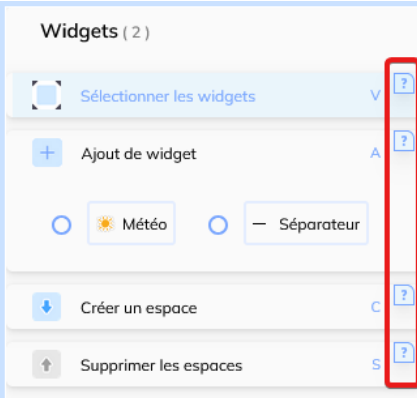 Widgets ( 2 )
Sélectionner les widgets V ?
Ajout de widget A ?
Météo — Séparateur
Créer un espace C ?
Supprimer les espaces S ?